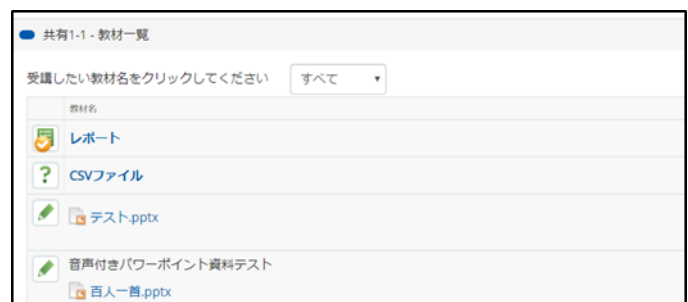 共有1-1 - 教材一覧
受講したい教材名をクリックしてください すべて
教材名
レポート
CSVファイル
テスト.pptx
音声付きパワーポイント資料テスト
百人一首.pptx